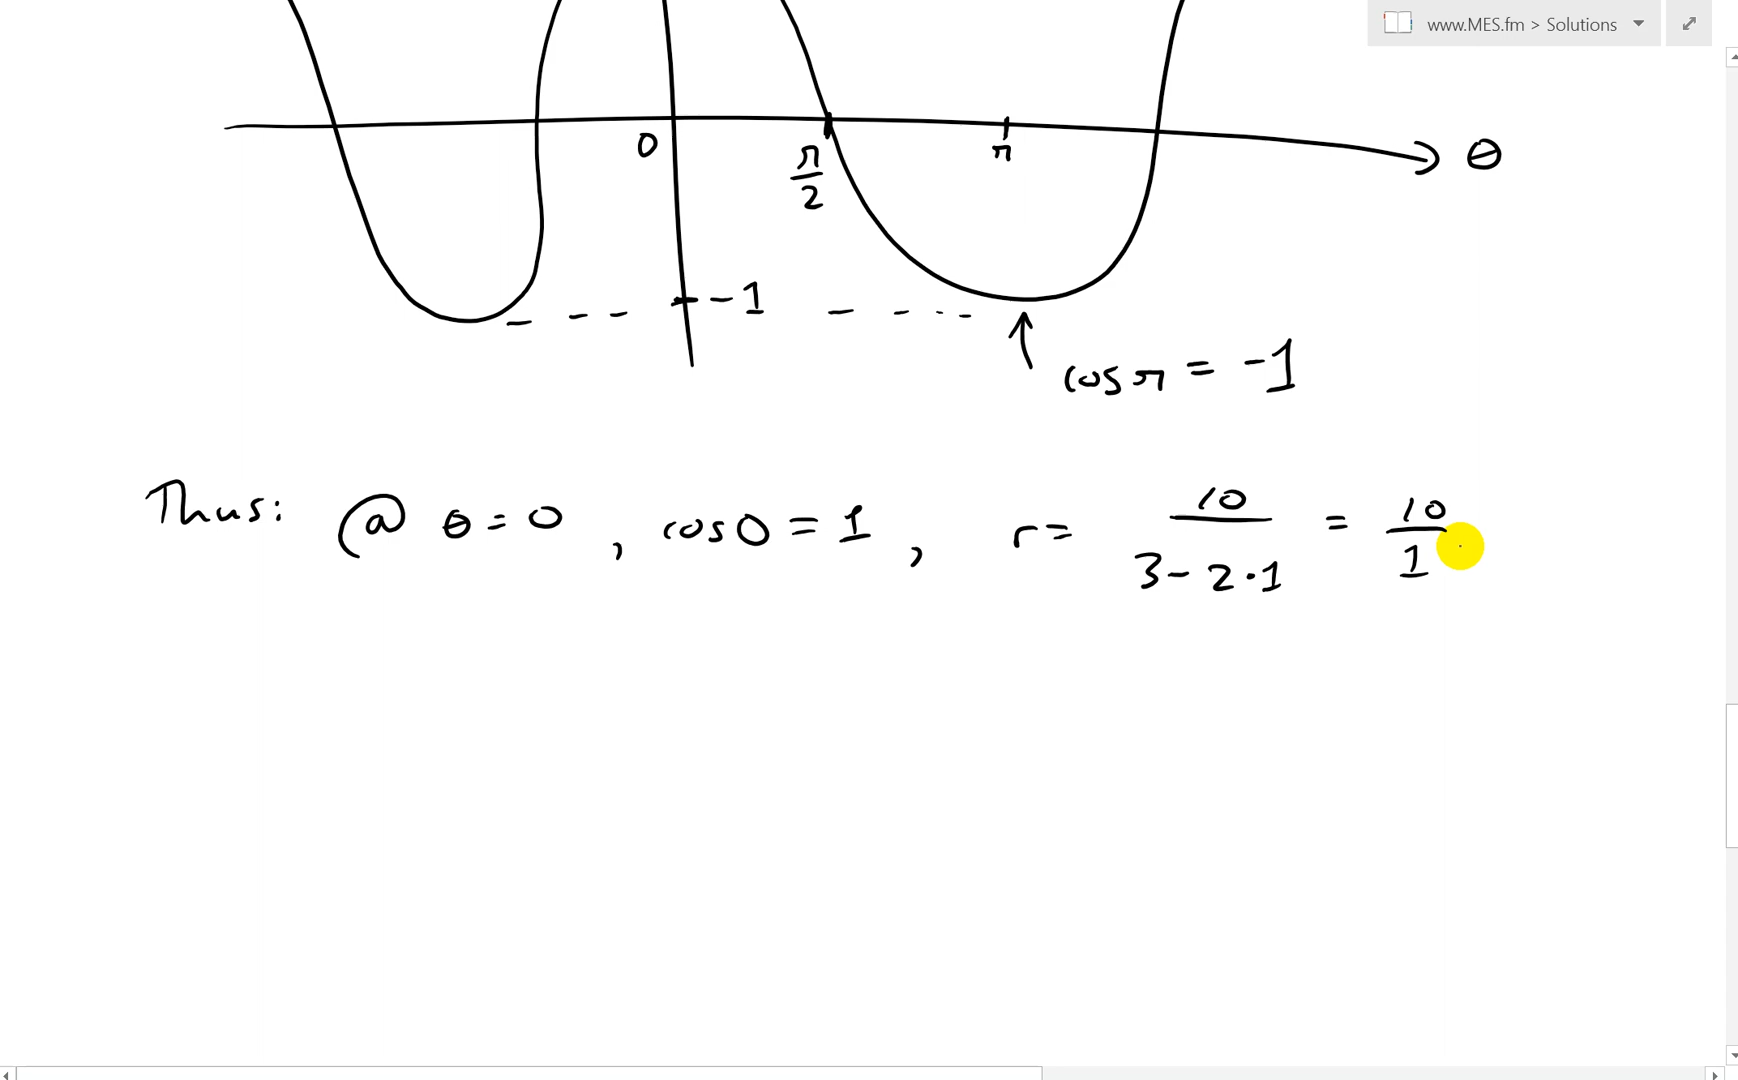 www.MES.fm > Solutions
0
π/2
π
θ
-1
cos π = -1
Thus: @ θ = 0 , cos 0 = 1 , r = 10/(3 - 2·1) = 10/1